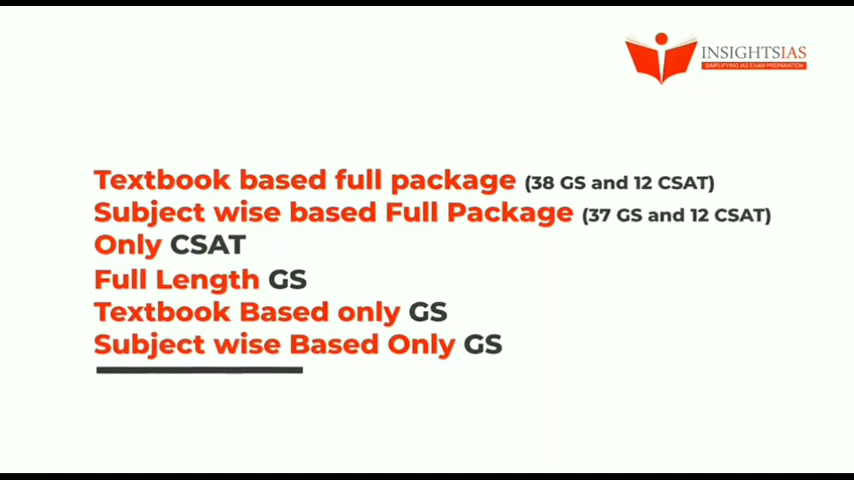 INSIGHTSIAS
SIMPLIFYING IAS EXAM PREPARATION
Textbook based full package (38 GS and 12 CSAT)
Subject wise based Full Package (37 GS and 12 CSAT)
Only CSAT
Full Length GS
Textbook Based only GS
Subject wise Based Only GS